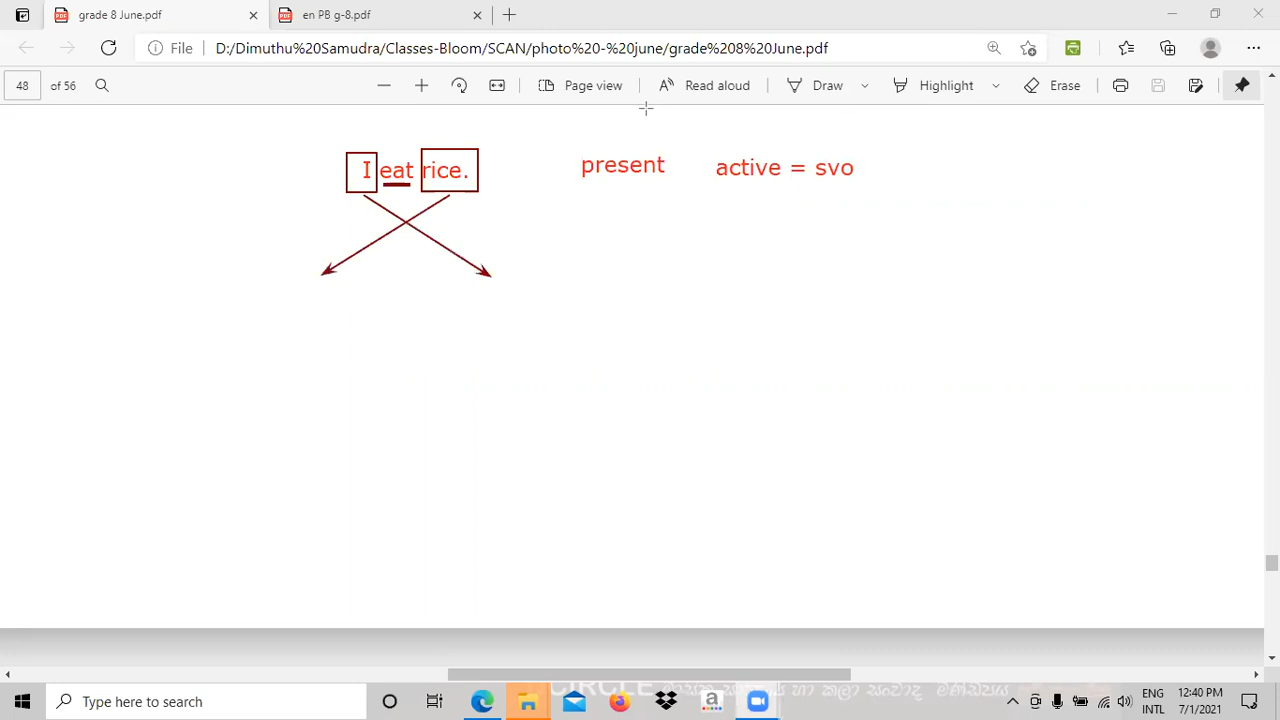 grade 8 June.pdf
en PB g-8.pdf
File
D:/Dimuthu%20Samudra/Classes-Bloom/SCAN/photo%20-%20june/grade%208%20June.pdf
48 of 56
Page view
Read aloud
Draw
Highlight
Erase
I eat rice.
present
active = svo
CIRCLE
Type here to search
ENG
INTL
12:40 PM
7/1/2021